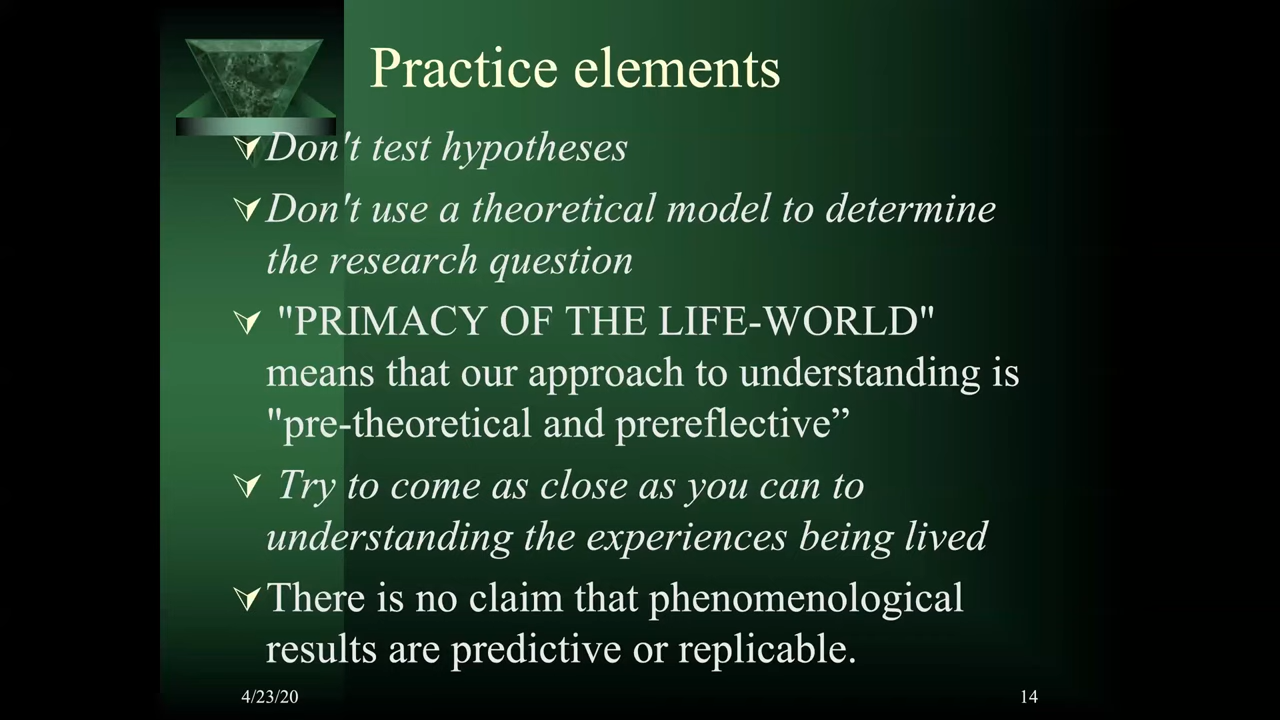 Practice elements
Don't test hypotheses
Don't use a theoretical model to determine
the research question
"PRIMACY OF THE LIFE-WORLD"
means that our approach to understanding is
"pre-theoretical and prereflective”
Try to come as close as you can to
understanding the experiences being lived
There is no claim that phenomenological
results are predictive or replicable.
4/23/20
14